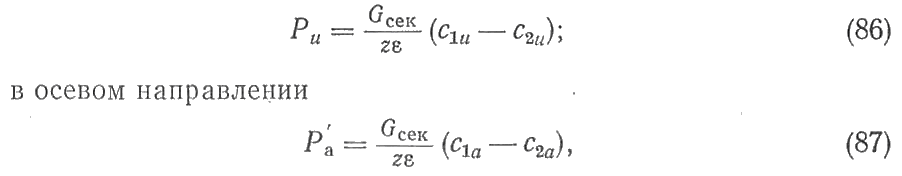 P_u = G_сек / zε (c_1u — c_2u); (86)
в осевом направлении
P'_a = G_сек / zε (c_1a — c_2a), (87)